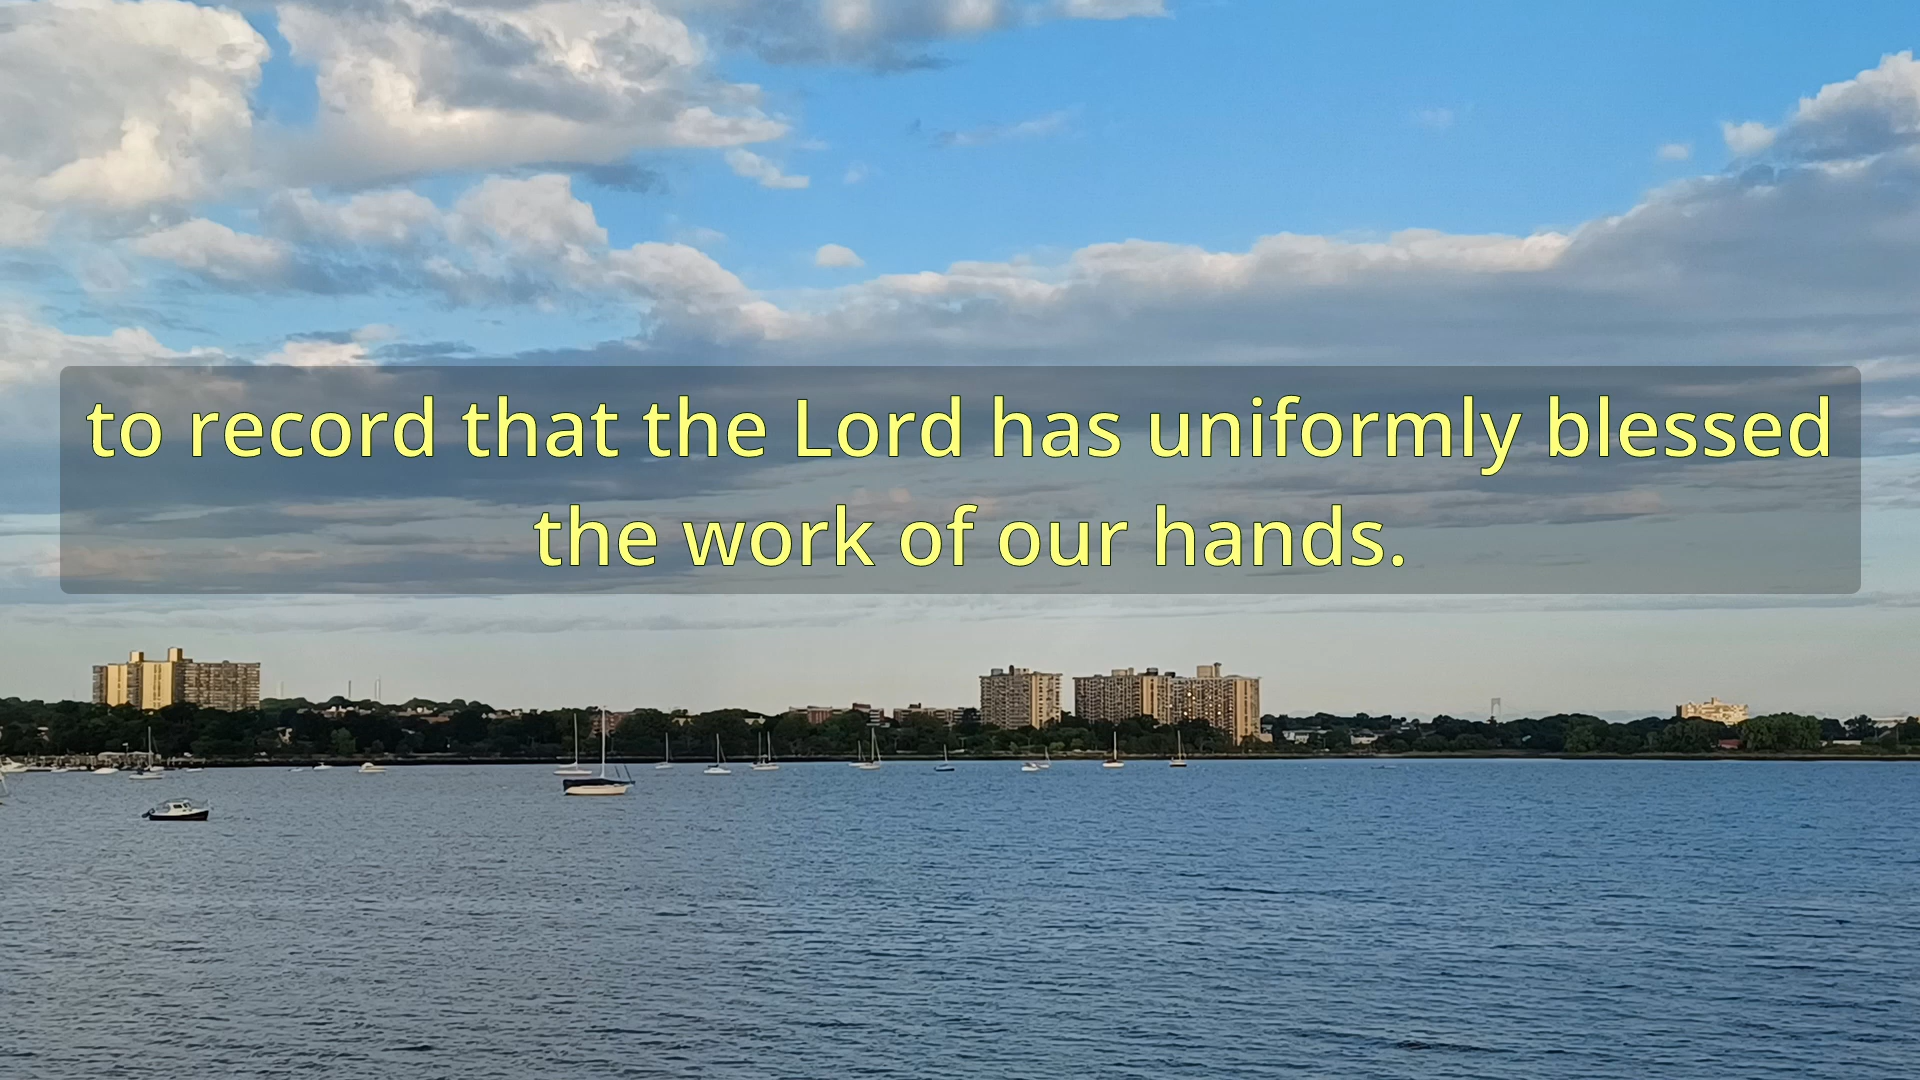 to record that the Lord has uniformly blessed
the work of our hands.